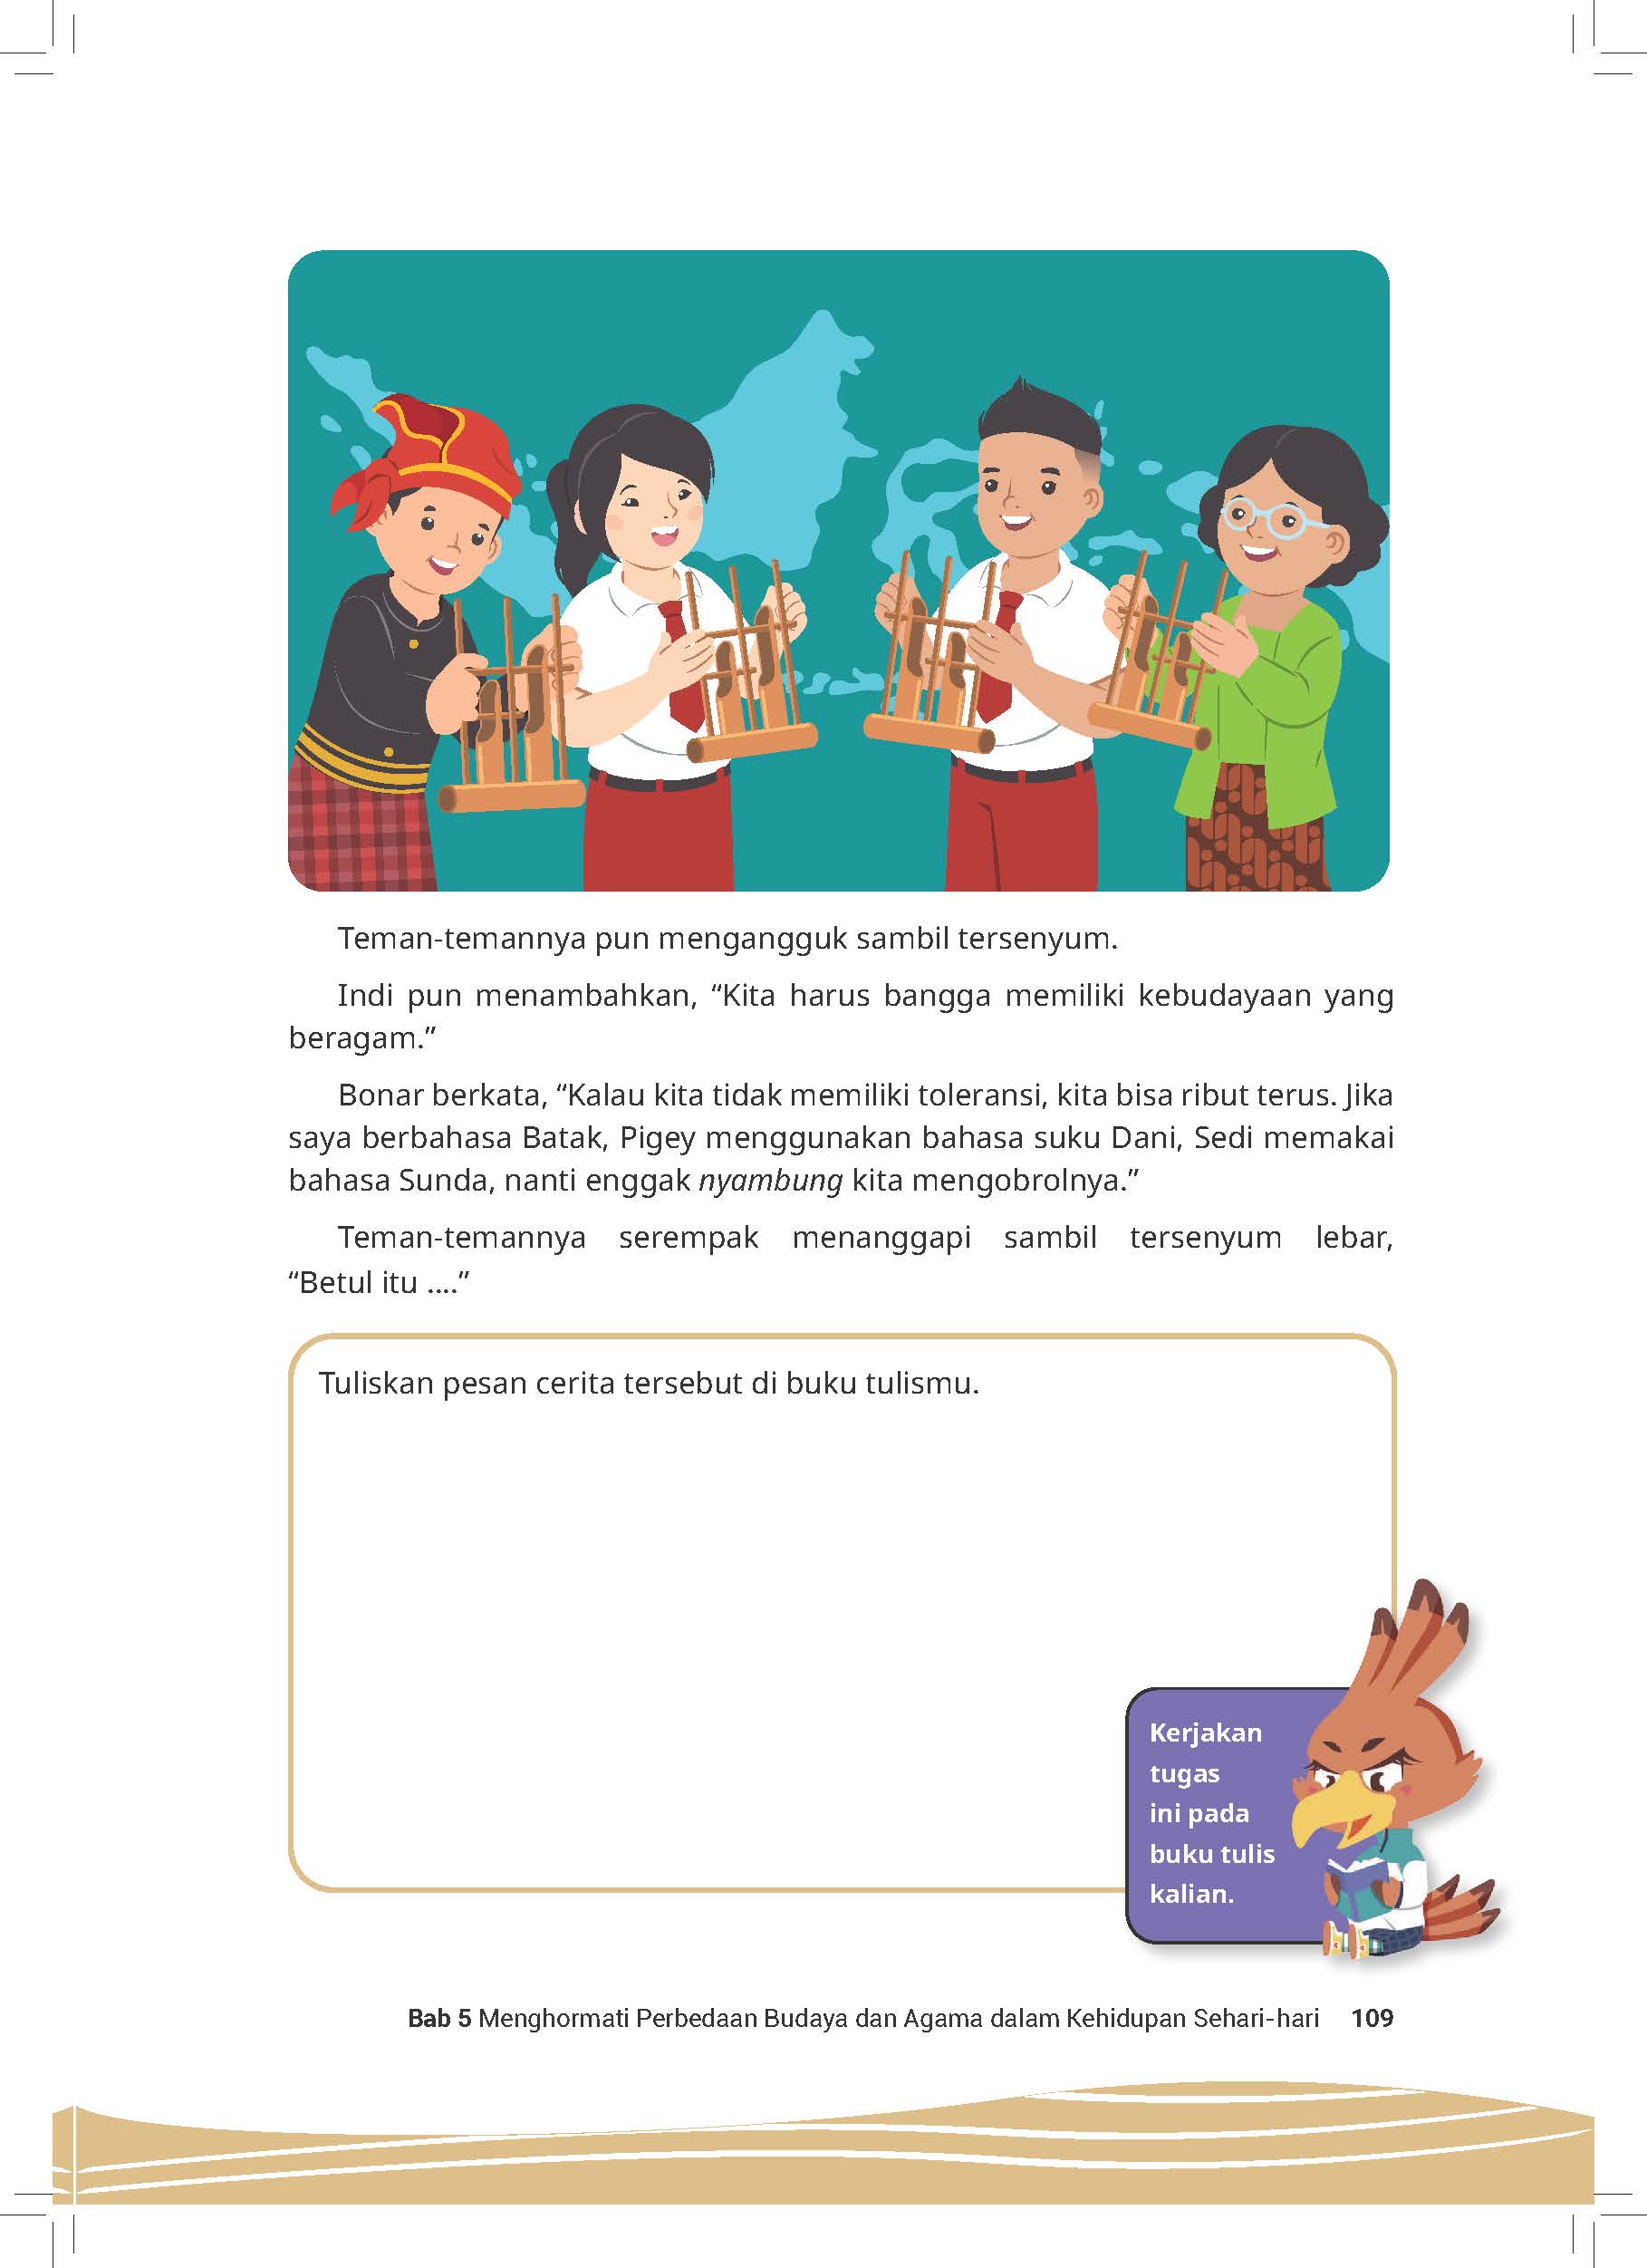 Teman-temannya pun mengangguk sambil tersenyum.
Indi pun menambahkan, “Kita harus bangga memiliki kebudayaan yang
beragam.”
Bonar berkata, “Kalau kita tidak memiliki toleransi, kita bisa ribut terus. Jika
saya berbahasa Batak, Pigey menggunakan bahasa suku Dani, Sedi memakai
bahasa Sunda, nanti enggak nyambung kita mengobrolnya.”
Teman-temannya serempak menanggapi sambil tersenyum lebar,
“Betul itu ....”
Tuliskan pesan cerita tersebut di buku tulismu.
Kerjakan
tugas
ini pada
buku tulis
kalian.
Bab 5 Menghormati Perbedaan Budaya dan Agama dalam Kehidupan Sehari-hari 109